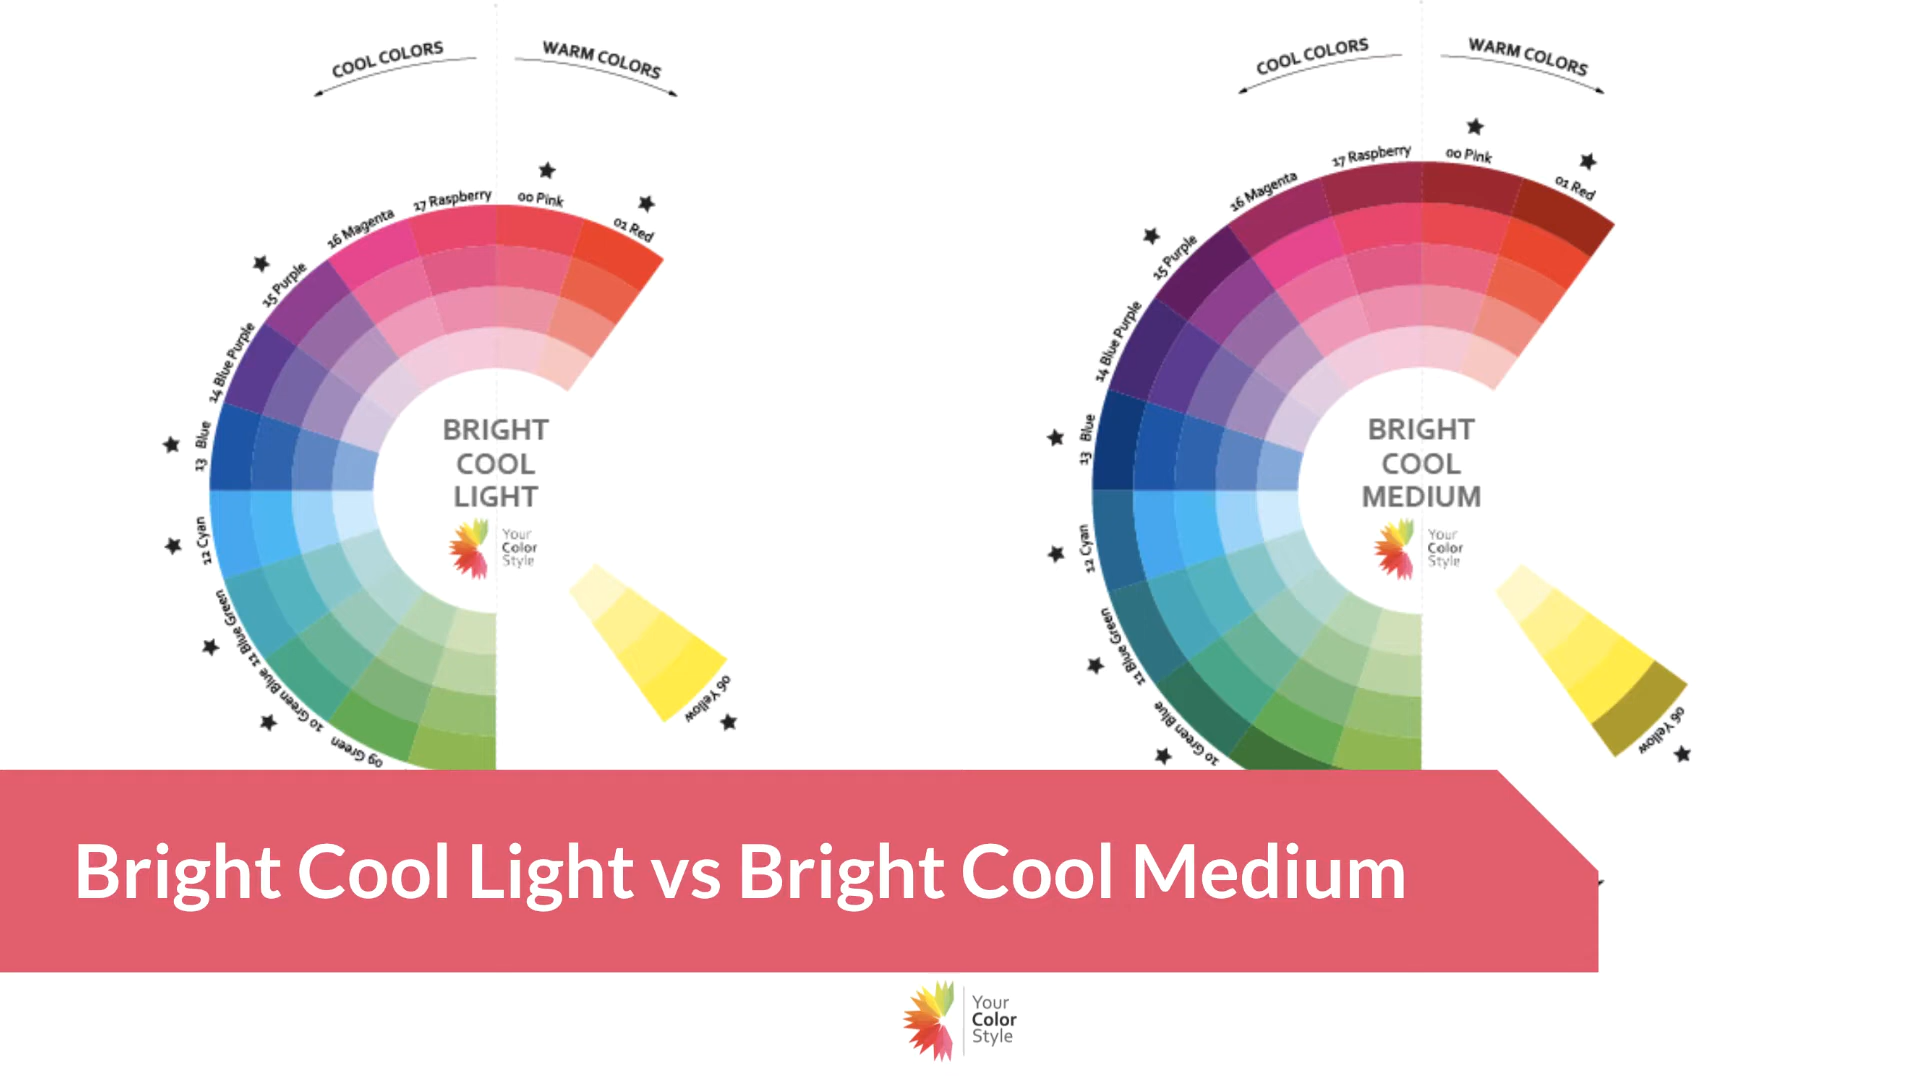 COOL COLORS
WARM COLORS
17 Raspberry
00 Pink
01 Red
16 Magenta
15 Purple
14 Blue Purple
13 Blue
12 Cyan
11 Blue Green
10 Green Blue
09 Green
06 Yellow
BRIGHT
COOL
LIGHT
Your
Color
Style
COOL COLORS
WARM COLORS
17 Raspberry
00 Pink
01 Red
16 Magenta
15 Purple
14 Blue Purple
13 Blue
12 Cyan
11 Blue Green
10 Green Blue
06 Yellow
BRIGHT
COOL
MEDIUM
Your
Color
Style
Bright Cool Light vs Bright Cool Medium
Your
Color
Style